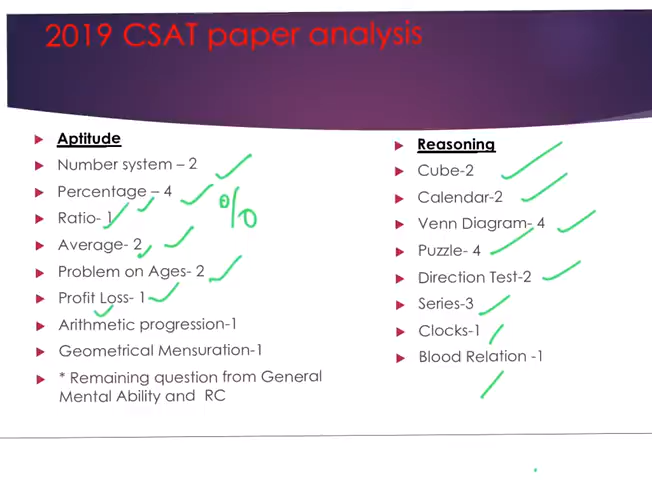 2019 CSAT paper analysis
Aptitude
Number system – 2
Percentage – 4
Ratio- 1
Average- 2
Problem on Ages- 2
Profit Loss- 1
Arithmetic progression-1
Geometrical Mensuration-1
* Remaining question from General
Mental Ability and RC
%
Reasoning
Cube-2
Calendar-2
Venn Diagram- 4
Puzzle- 4
Direction Test-2
Series-3
Clocks-1
Blood Relation -1